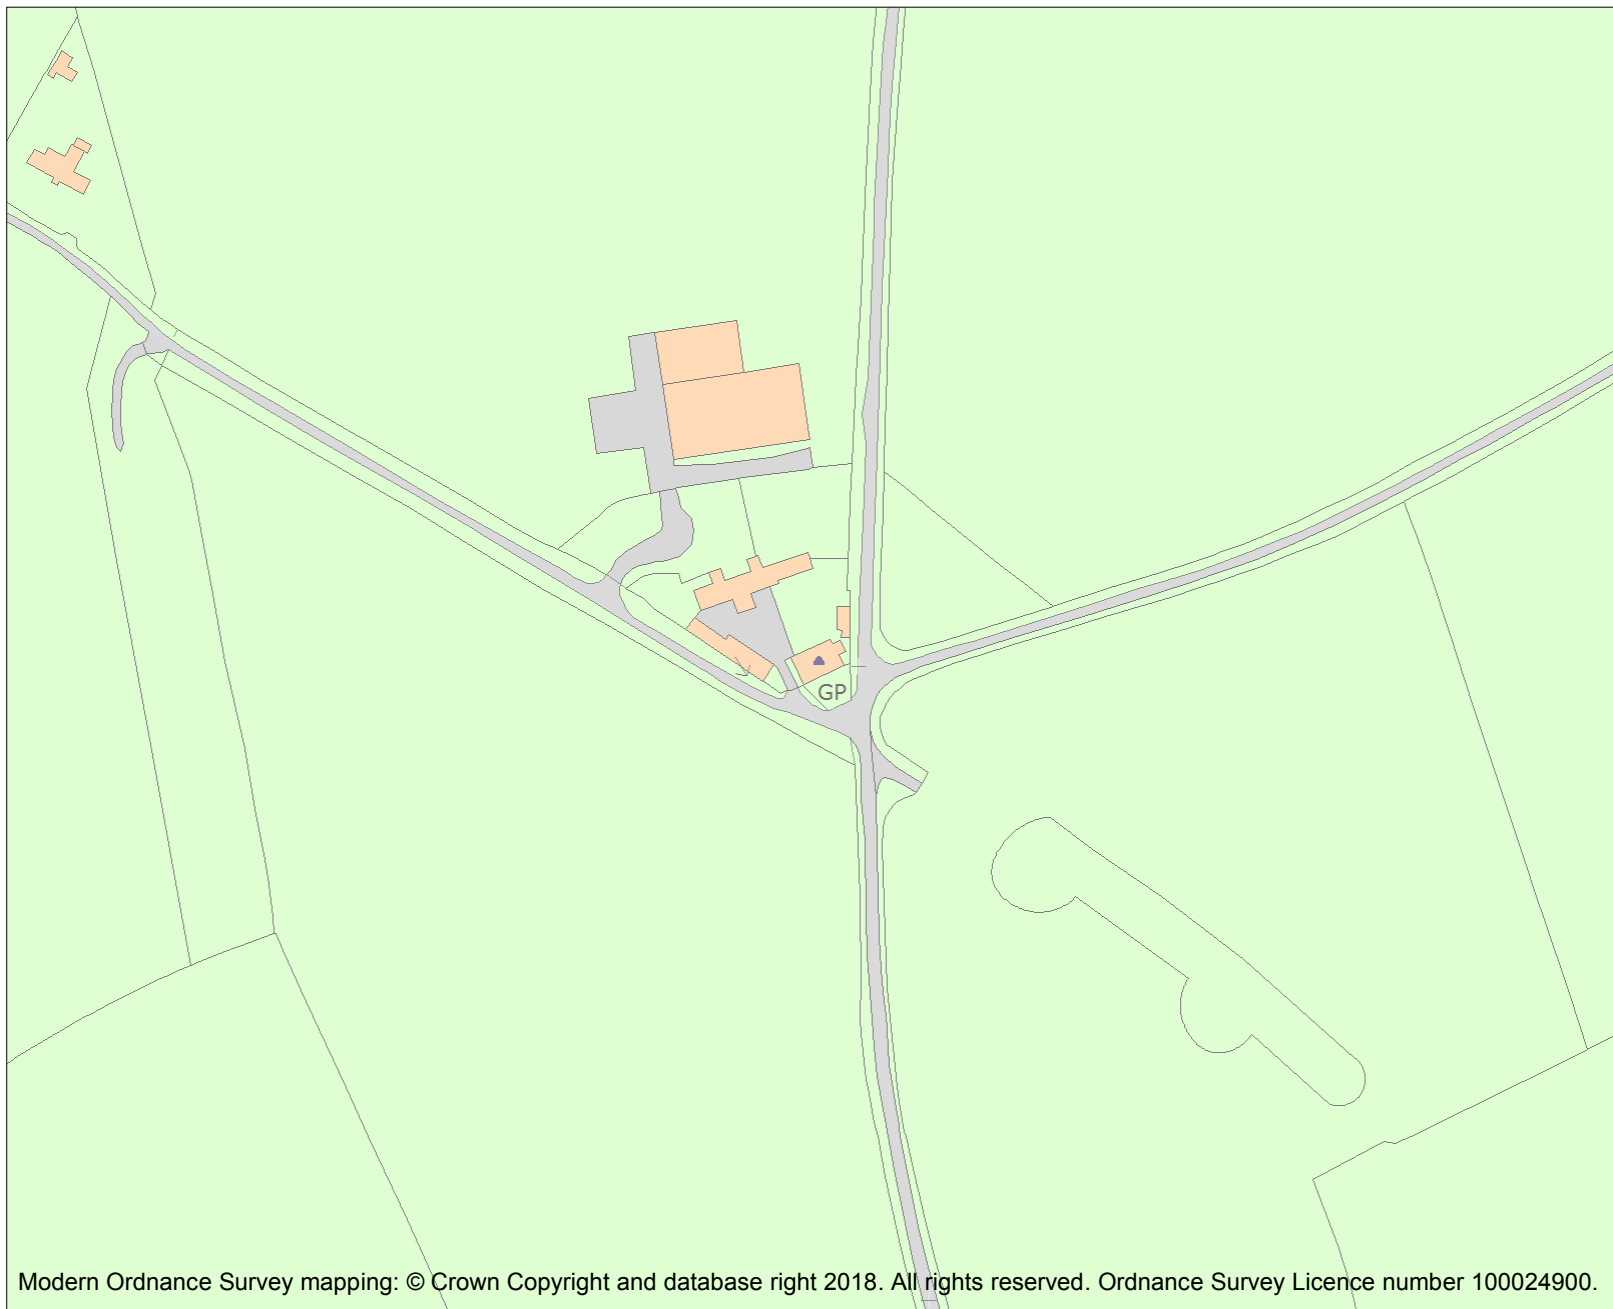 GP
Modern Ordnance Survey mapping: © Crown Copyright and database right 2018. All rights reserved. Ordnance Survey Licence number 100024900.